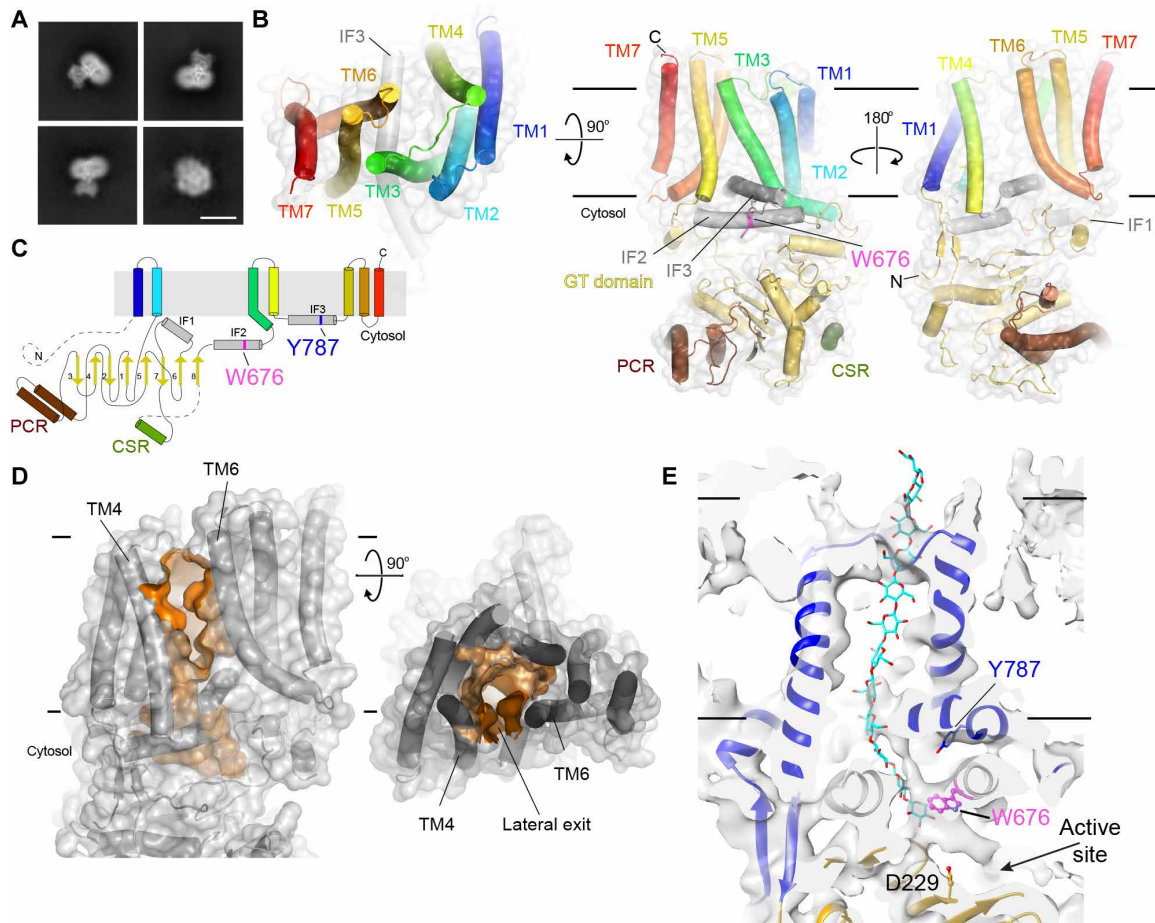 A
B
IF3
TM4
TM6
TM1
TM3
TM2
TM7
TM5
90°
C
TM7
TM5
TM3
TM1
TM2
Cytosol
IF2
IF3
W676
GT domain
PCR
CSR
180°
TM6
TM5
TM4
TM7
TM1
IF1
N
C
C
IF1
IF3
IF2
Cytosol
N
Y787
W676
3 4 2 1 5 7 6 8
PCR
CSR
D
TM6
TM4
Cytosol
90°
TM6
TM4
Lateral exit
E
Y787
W676
Active
site
D229